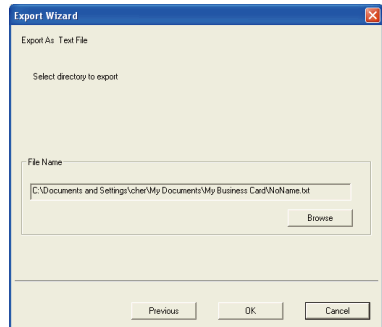 Export Wizard
Export As Text File
Select directory to export
File Name
C:\Documents and Settings\cher\My Documents\My Business Card\NoName.txt
Browse
Previous OK Cancel